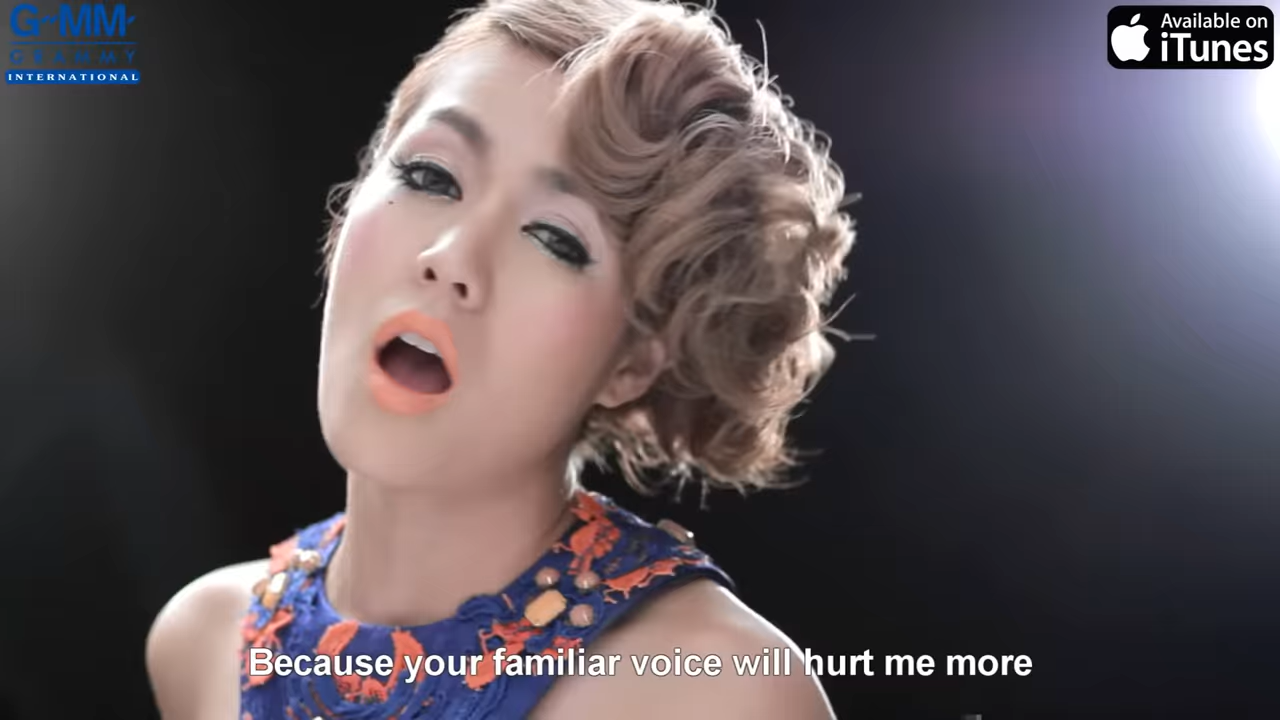 G-MM-
GRAMMY
INTERNATIONAL
Available on
iTunes
Because your familiar voice will hurt me more